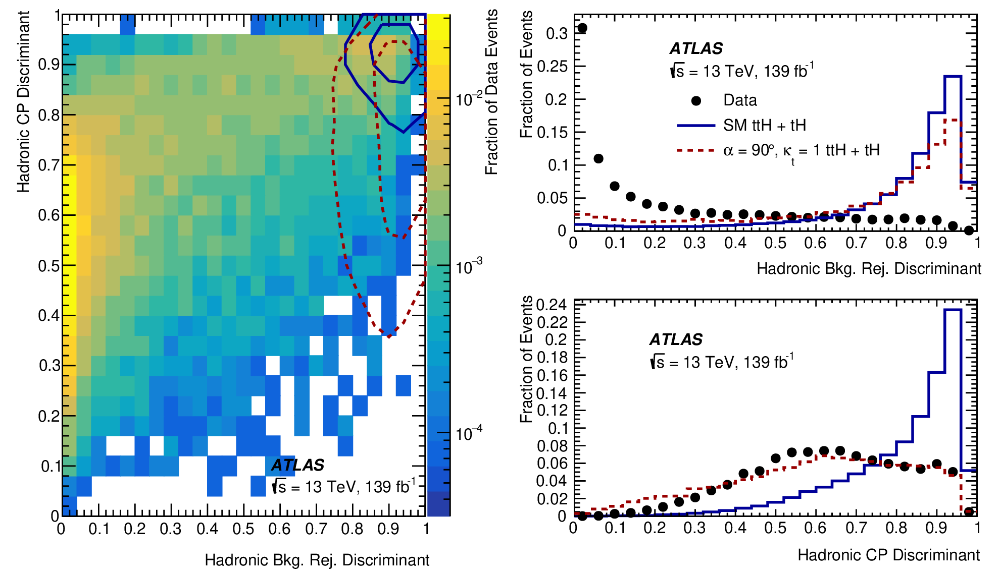 Hadronic CP Discriminant
1
0.9
0.8
0.7
0.6
0.5
0.4
0.3
0.2
0.1
0
0 0.1 0.2 0.3 0.4 0.5 0.6 0.7 0.8 0.9 1
Hadronic Bkg. Rej. Discriminant
ATLAS
√s = 13 TeV, 139 fb⁻¹
Fraction of Data Events
10⁻²
10⁻³
10⁻⁴
Fraction of Events
0.3
0.25
0.2
0.15
0.1
0.05
0
ATLAS
√s = 13 TeV, 139 fb⁻¹
Data
SM ttH + tH
α = 90°, κₜ = 1 ttH + tH
0 0.1 0.2 0.3 0.4 0.5 0.6 0.7 0.8 0.9 1
Hadronic Bkg. Rej. Discriminant
Fraction of Events
0.24
0.22
0.2
0.18
0.16
0.14
0.12
0.1
0.08
0.06
0.04
0.02
0
ATLAS
√s = 13 TeV, 139 fb⁻¹
0 0.1 0.2 0.3 0.4 0.5 0.6 0.7 0.8 0.9 1
Hadronic CP Discriminant